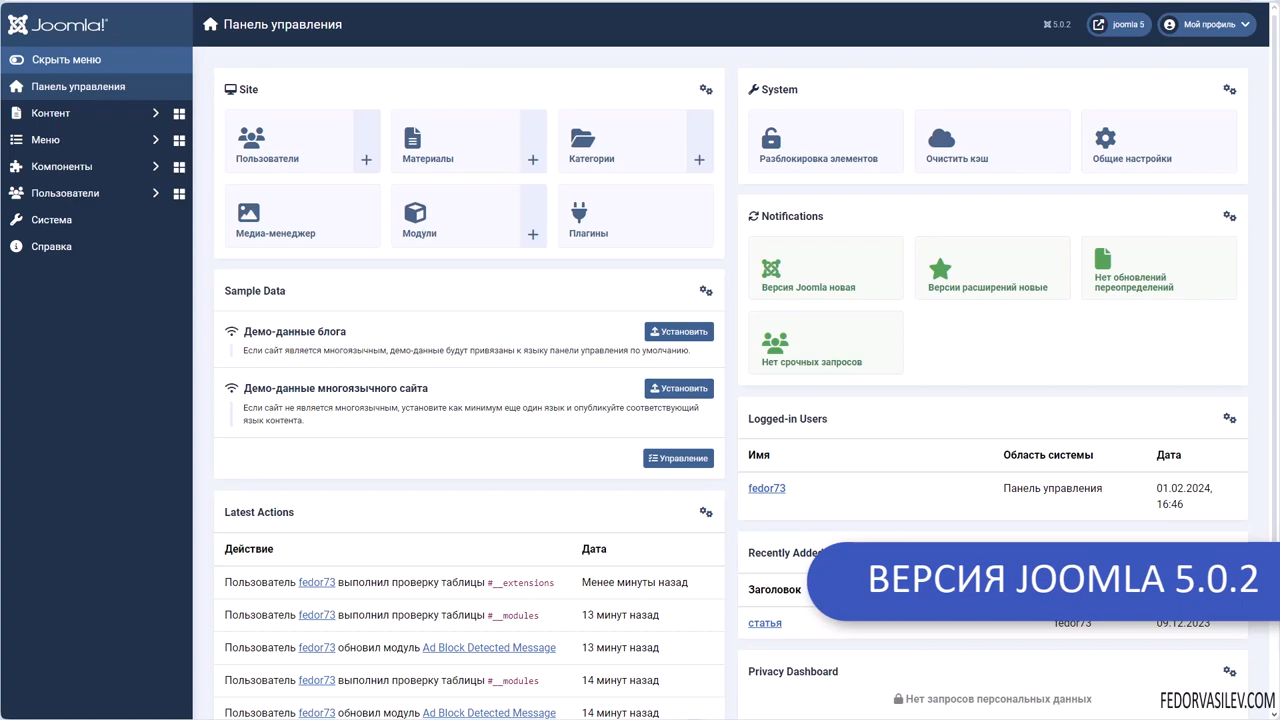 Joomla!
Панель управления
5.0.2
joomla 5
Мой профиль
Скрыть меню
Панель управления
Контент
Меню
Компоненты
Пользователи
Система
Справка
Site
Пользователи
Материалы
Категории
Медиа-менеджер
Модули
Плагины
Sample Data
Демо-данные блога
Установить
Если сайт является многоязычным, демо-данные будут привязаны к языку панели управления по умолчанию.
Демо-данные многоязычного сайта
Установить
Если сайт не является многоязычным, установите как минимум еще один язык и опубликуйте соответствующий
язык контента.
Управление
Latest Actions
Действие Дата
Пользователь fedor73 выполнил проверку таблицы #__extensions Менее минуты назад
Пользователь fedor73 выполнил проверку таблицы #__modules 13 минут назад
Пользователь fedor73 обновил модуль Ad Block Detected Message 13 минут назад
Пользователь fedor73 выполнил проверку таблицы #__modules 14 минут назад
Пользователь fedor73 обновил модуль Ad Block Detected Message 14 минут назад
System
Разблокировка элементов
Очистить кэш
Общие настройки
Notifications
Версия Joomla новая
Версии расширений новые
Нет обновлений
переопределений
Нет срочных запросов
Logged-in Users
Имя Область системы Дата
fedor73 Панель управления 01.02.2024,
16:46
Recently Added
Заголовок
статья fedor73 09.12.2023
ВЕРСИЯ JOOMLA 5.0.2
Privacy Dashboard
Нет запросов персональных данных
FEDORVASILEV.COM